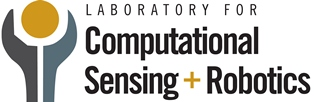 LABORATORY FOR
Computational
Sensing + Robotics